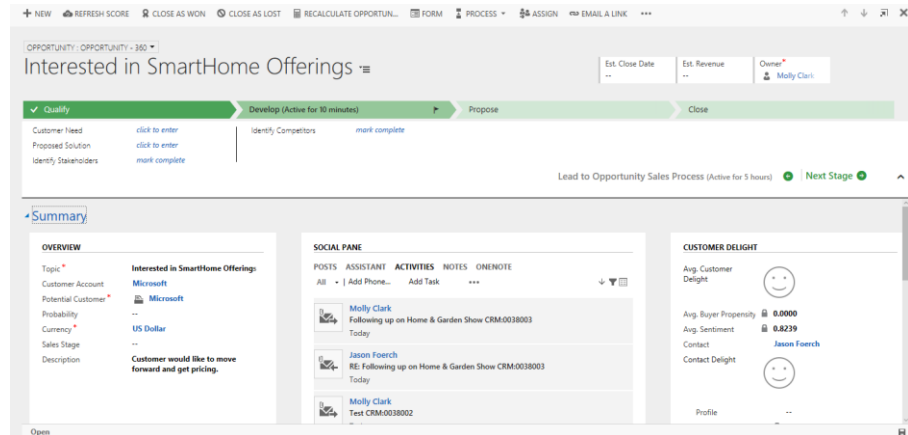 NEW REFRESH SCORE CLOSE AS WON CLOSE AS LOST RECALCULATE OPPORTUN... FORM PROCESS ASSIGN EMAIL A LINK •••
OPPORTUNITY : OPPORTUNITY - 360
Interested in SmartHome Offerings
Est. Close Date Est. Revenue Owner*
-- -- Molly Clark
Qualify Develop (Active for 10 minutes) Propose Close
Customer Need click to enter Identify Competitors mark complete
Proposed Solution click to enter
Identify Stakeholders mark complete
Lead to Opportunity Sales Process (Active for 5 hours) Next Stage
Summary
OVERVIEW
Topic* Interested in SmartHome Offerings
Customer Account Microsoft
Potential Customer* Microsoft
Probability --
Currency* US Dollar
Sales Stage --
Description Customer would like to move
forward and get pricing.
SOCIAL PANE
POSTS ASSISTANT ACTIVITIES NOTES ONENOTE
All | Add Phone... Add Task •••
Molly Clark
Following up on Home & Garden Show CRM:0038003
Today
Jason Foerch
RE: Following up on Home & Garden Show CRM:0038003
Today
Molly Clark
Test CRM:0038002
CUSTOMER DELIGHT
Avg. Customer
Delight
Avg. Buyer Propensity 0.0000
Avg. Sentiment 0.8239
Contact Jason Foerch
Contact Delight
Profile --
Open